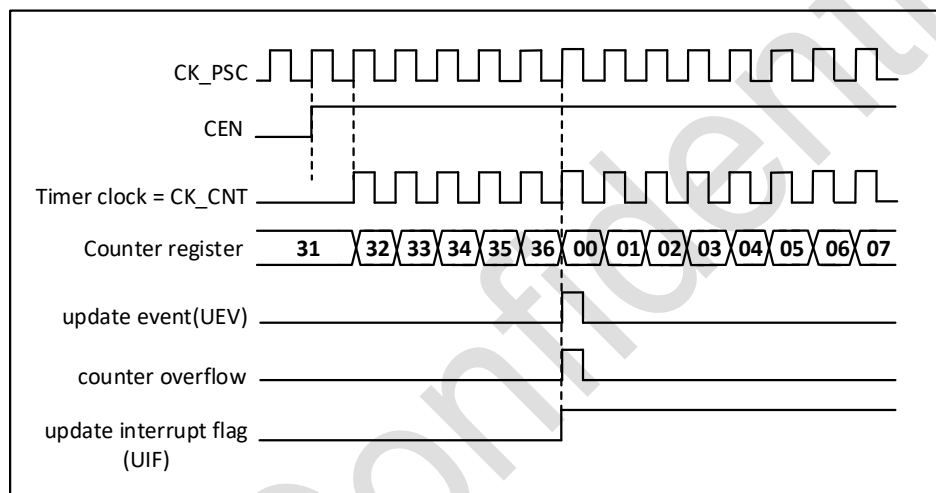 CK_PSC
CEN
Timer clock = CK_CNT
Counter register 31 32 33 34 35 36 00 01 02 03 04 05 06 07
update event(UEV)
counter overflow
update interrupt flag
(UIF)